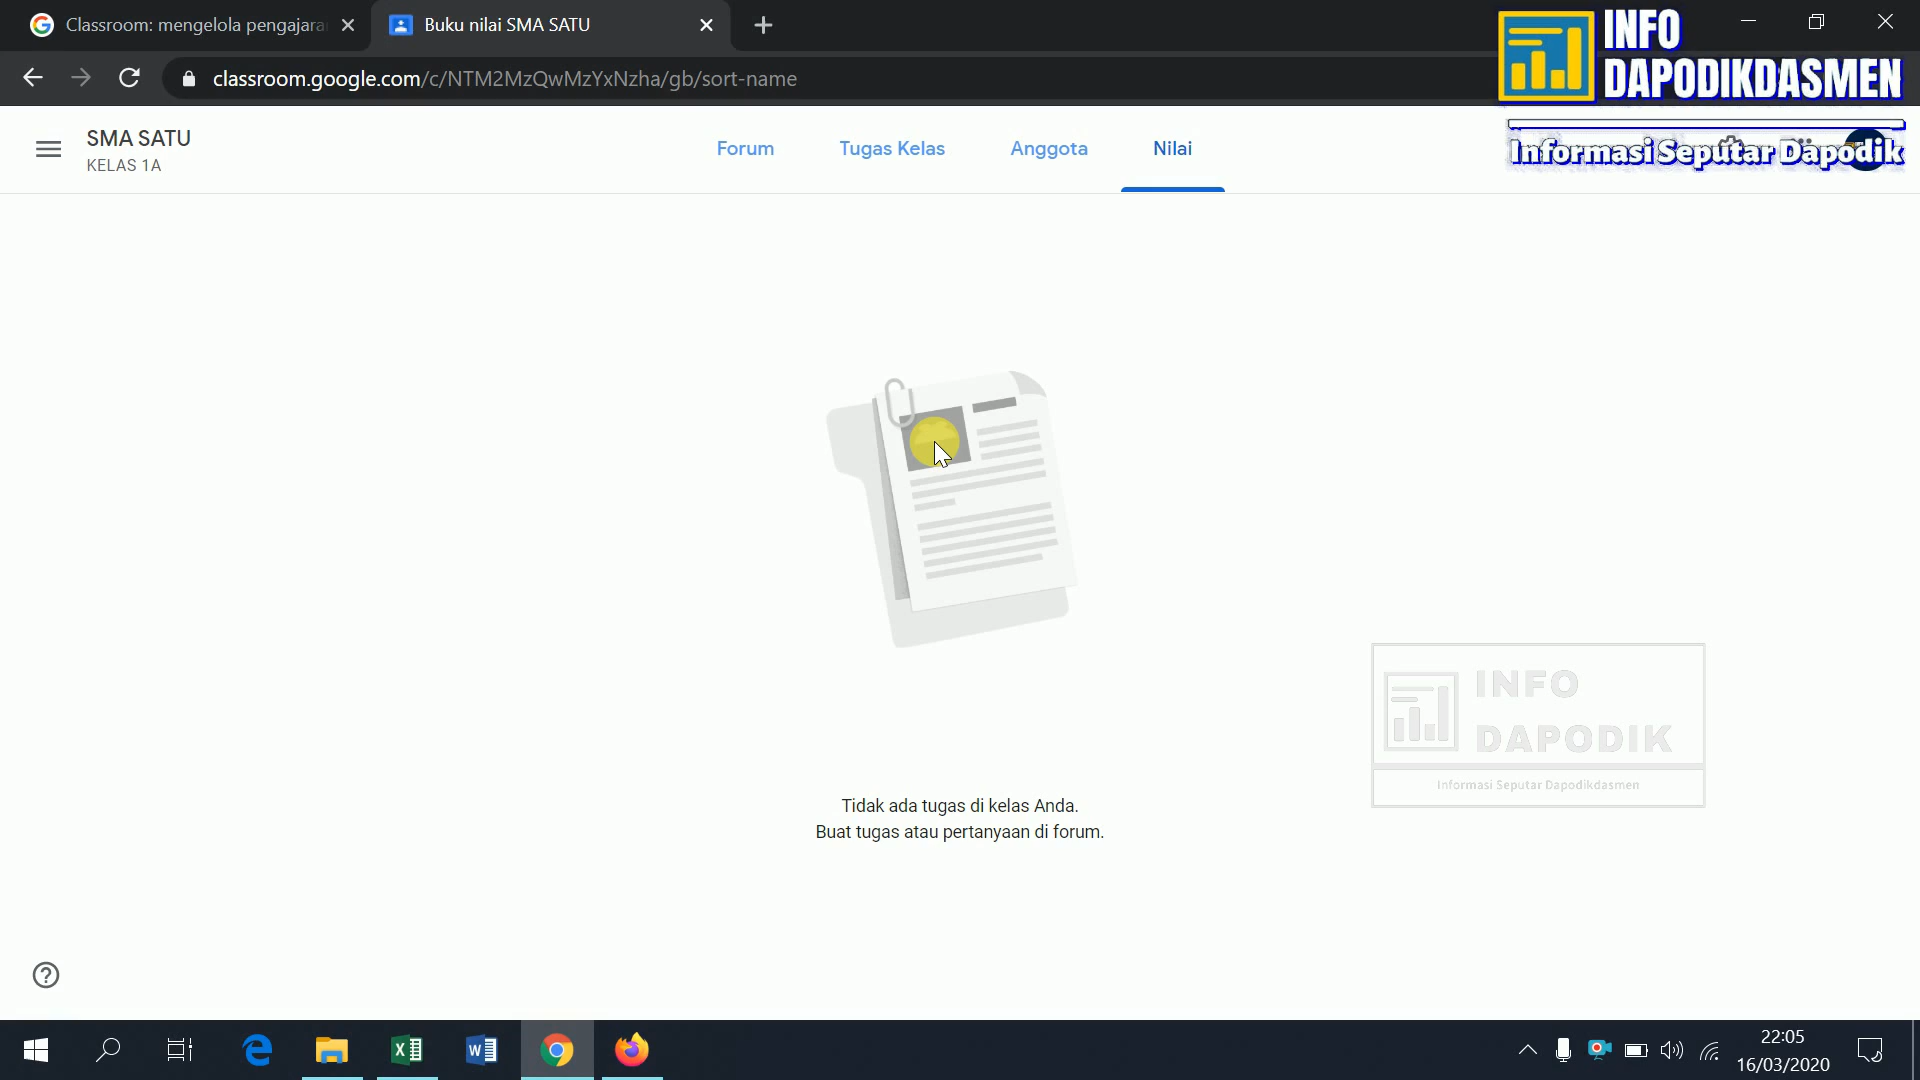 Classroom: mengelola pengajara
Buku nilai SMA SATU
INFO
DAPODIKDASMEN
classroom.google.com/c/NTM2MzQwMzYxNzha/gb/sort-name
Informasi Seputar Dapodik
SMA SATU
KELAS 1A
Forum
Tugas Kelas
Anggota
Nilai
INFO
DAPODIK
Informasi Seputar Dapodikdasmen
Tidak ada tugas di kelas Anda.
Buat tugas atau pertanyaan di forum.
22:05
16/03/2020